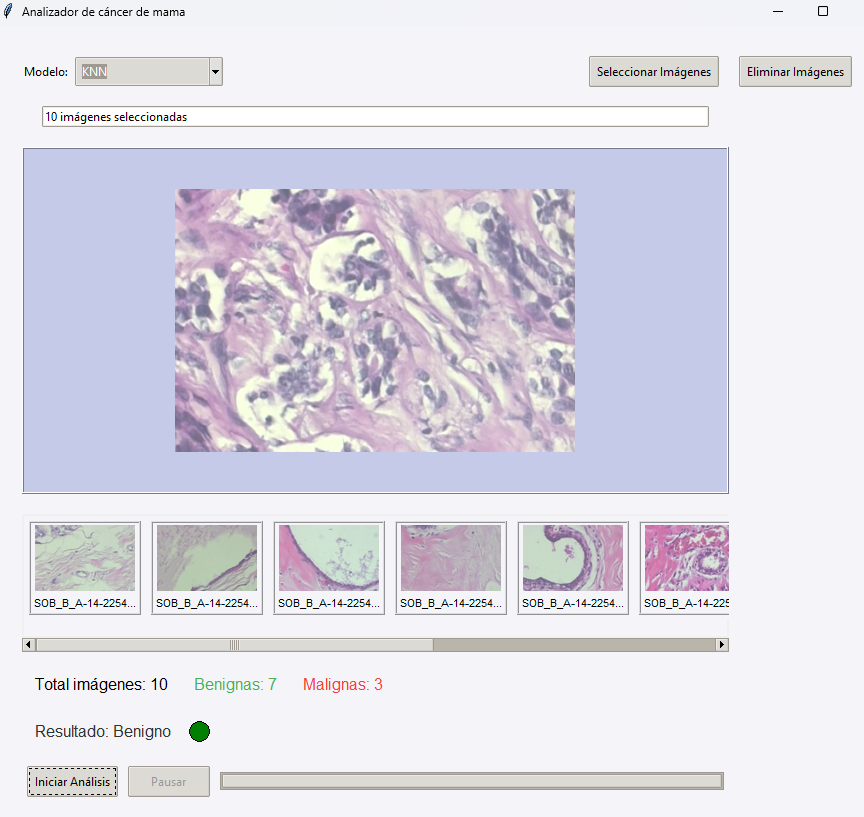 Analizador de cáncer de mama
Modelo: KNN Seleccionar Imágenes Eliminar Imágenes
10 imágenes seleccionadas
SOB_B_A-14-2254... SOB_B_A-14-2254... SOB_B_A-14-2254... SOB_B_A-14-2254... SOB_B_A-14-2254... SOB_B_A-14-225
Total imágenes: 10 Benignas: 7 Malignas: 3
Resultado: Benigno
Iniciar Análisis Pausar